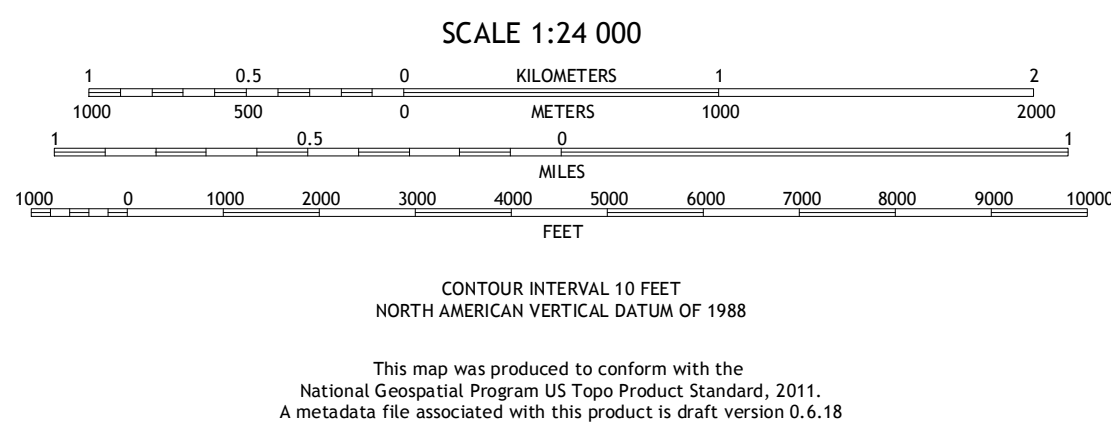 SCALE 1:24 000
1 0.5 0 KILOMETERS 1 2
1000 500 0 METERS 1000 2000
1 0.5 0 1
MILES
1000 0 1000 2000 3000 4000 5000 6000 7000 8000 9000 10000
FEET
CONTOUR INTERVAL 10 FEET
NORTH AMERICAN VERTICAL DATUM OF 1988
This map was produced to conform with the
National Geospatial Program US Topo Product Standard, 2011.
A metadata file associated with this product is draft version 0.6.18